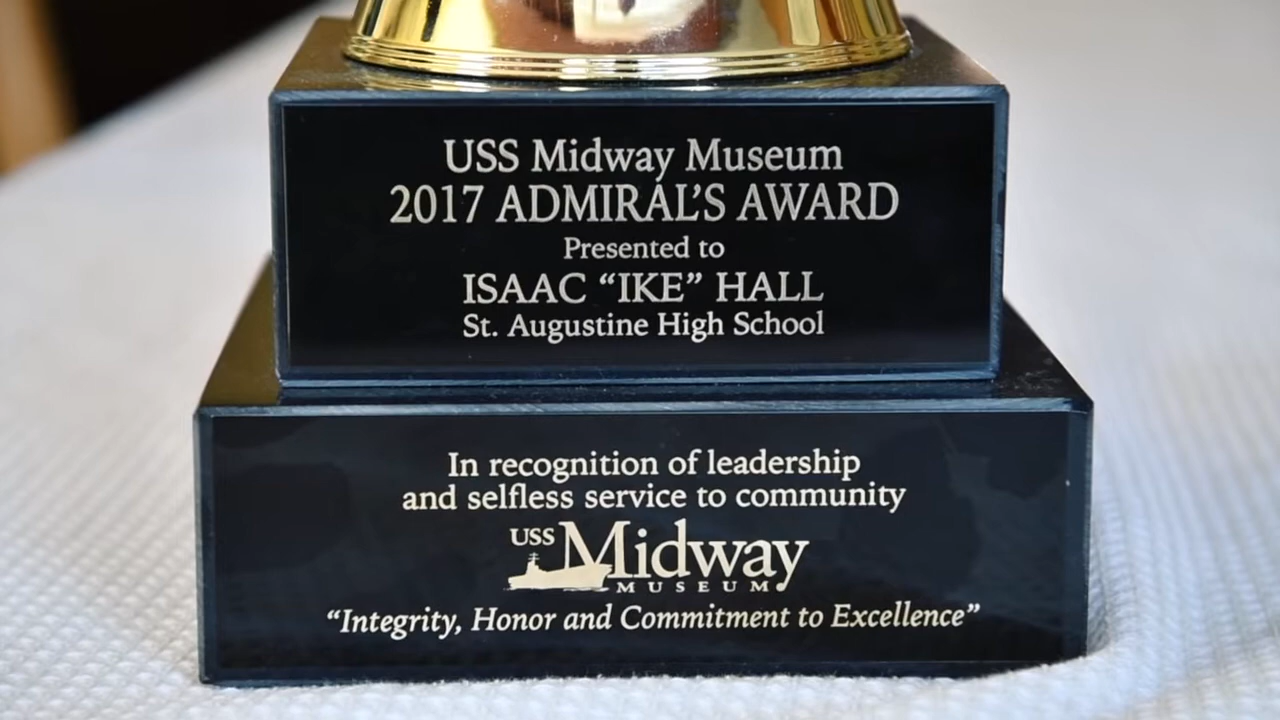 USS Midway Museum
2017 ADMIRAL'S AWARD
Presented to
ISAAC “IKE” HALL
St. Augustine High School
In recognition of leadership
and selfless service to community
USS Midway
MUSEUM
“Integrity, Honor and Commitment to Excellence”